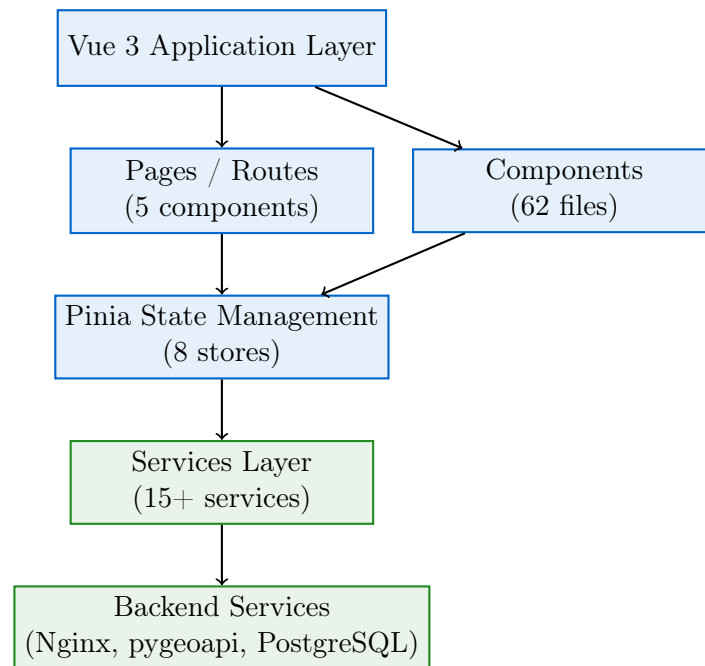 Vue 3 Application Layer
Pages / Routes
(5 components)
Components
(62 files)
Pinia State Management
(8 stores)
Services Layer
(15+ services)
Backend Services
(Nginx, pygeoapi, PostgreSQL)